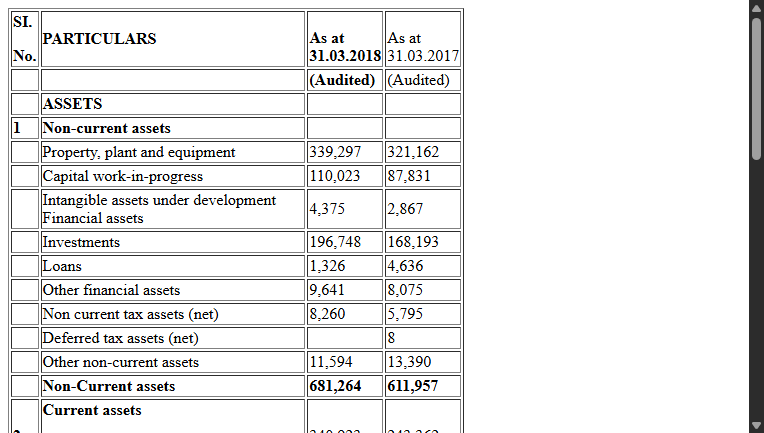 SI. No. PARTICULARS As at 31.03.2018 As at 31.03.2017
(Audited) (Audited)
ASSETS
1 Non-current assets
Property, plant and equipment 339,297 321,162
Capital work-in-progress 110,023 87,831
Intangible assets under development
Financial assets 4,375 2,867
Investments 196,748 168,193
Loans 1,326 4,636
Other financial assets 9,641 8,075
Non current tax assets (net) 8,260 5,795
Deferred tax assets (net) 8
Other non-current assets 11,594 13,390
Non-Current assets 681,264 611,957
Current assets